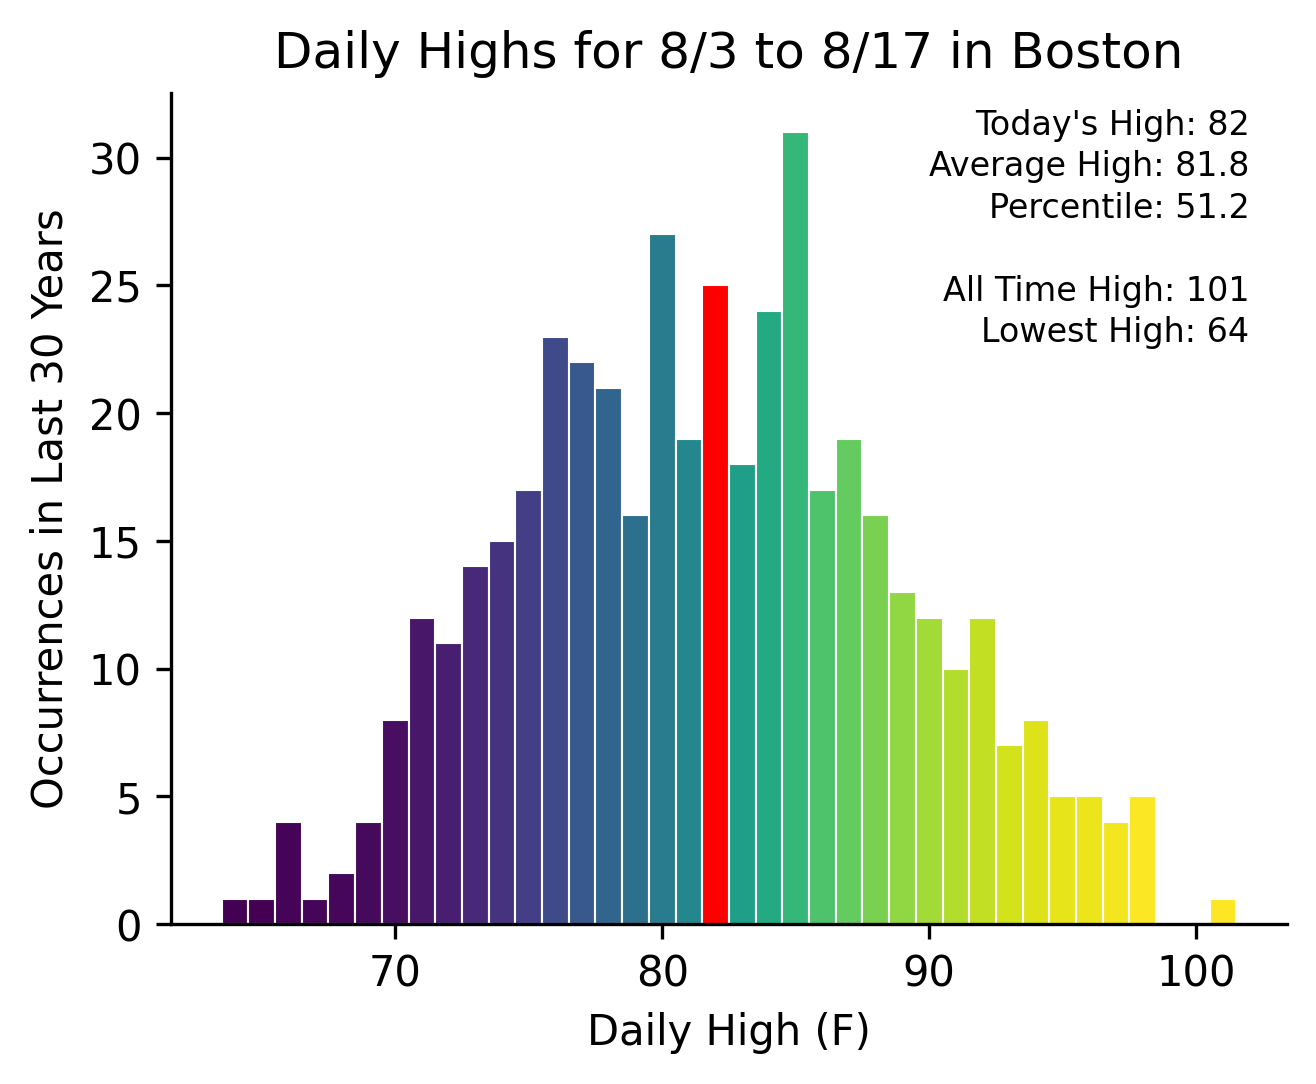 Daily Highs for 8/3 to 8/17 in Boston
Today's High: 82
Average High: 81.8
Percentile: 51.2
All Time High: 101
Lowest High: 64
Occurrences in Last 30 Years
30
25
20
15
10
5
0
70 80 90 100
Daily High (F)